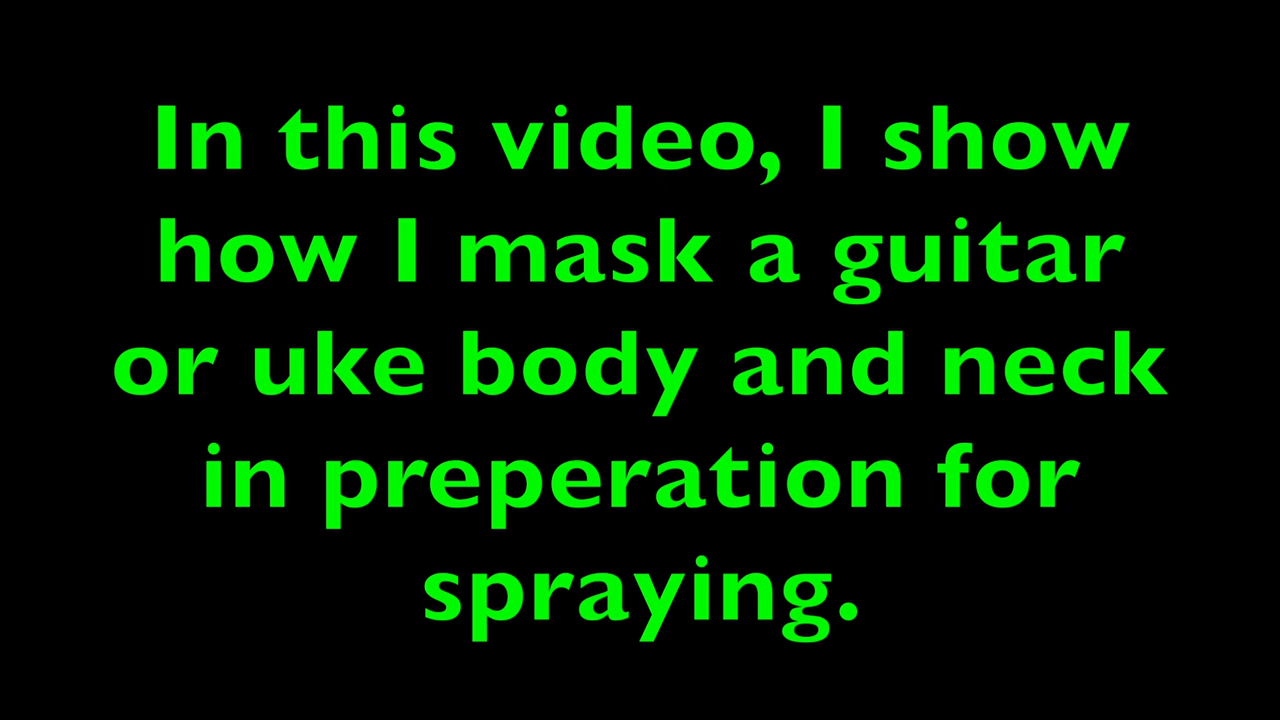 In this video, I show
how I mask a guitar
or uke body and neck
in preperation for
spraying.